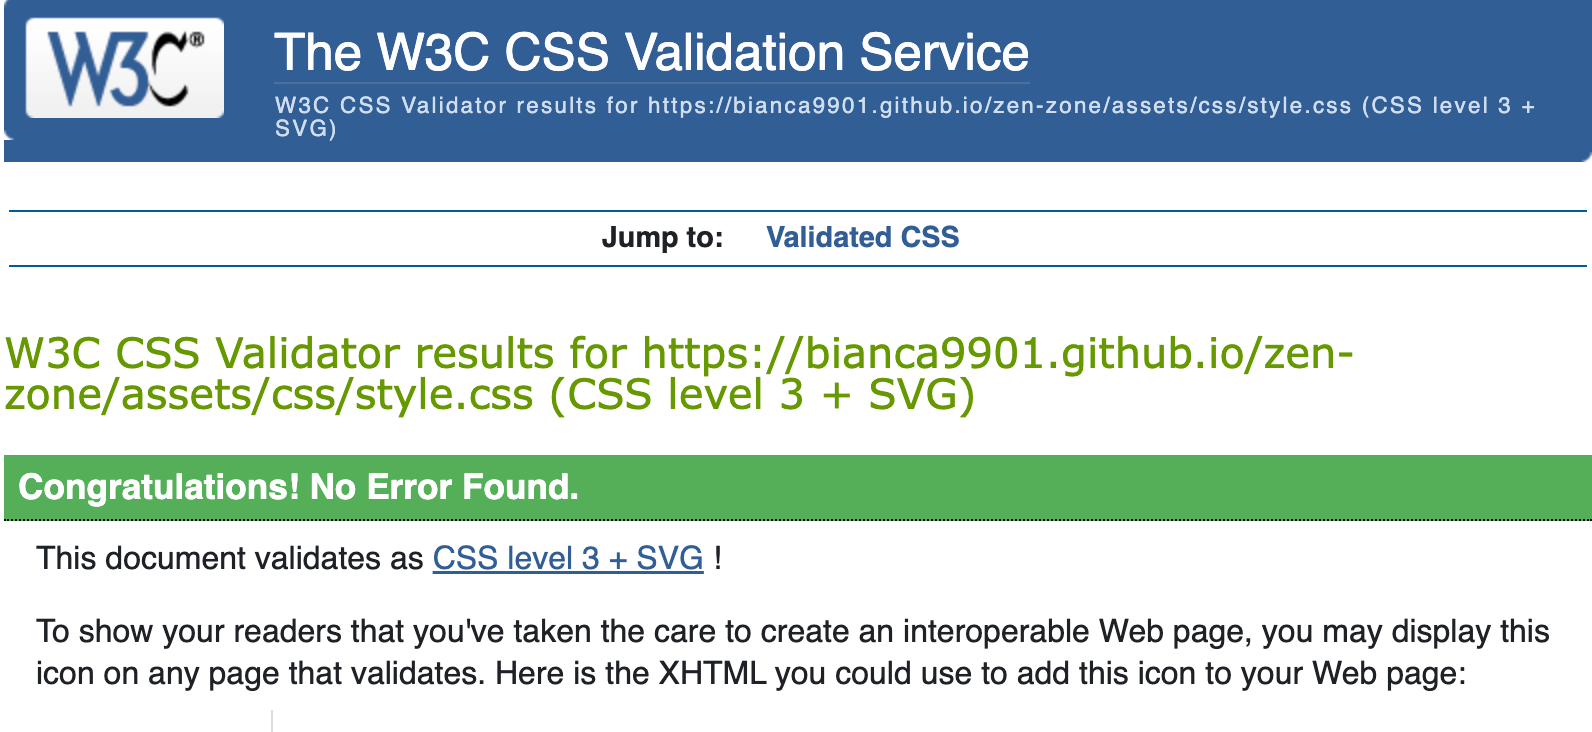 W3C®
The W3C CSS Validation Service
W3C CSS Validator results for https://bianca9901.github.io/zen-zone/assets/css/style.css (CSS level 3 +
SVG)
Jump to: Validated CSS
W3C CSS Validator results for https://bianca9901.github.io/zen-
zone/assets/css/style.css (CSS level 3 + SVG)
Congratulations! No Error Found.
This document validates as CSS level 3 + SVG !
To show your readers that you've taken the care to create an interoperable Web page, you may display this
icon on any page that validates. Here is the XHTML you could use to add this icon to your Web page: